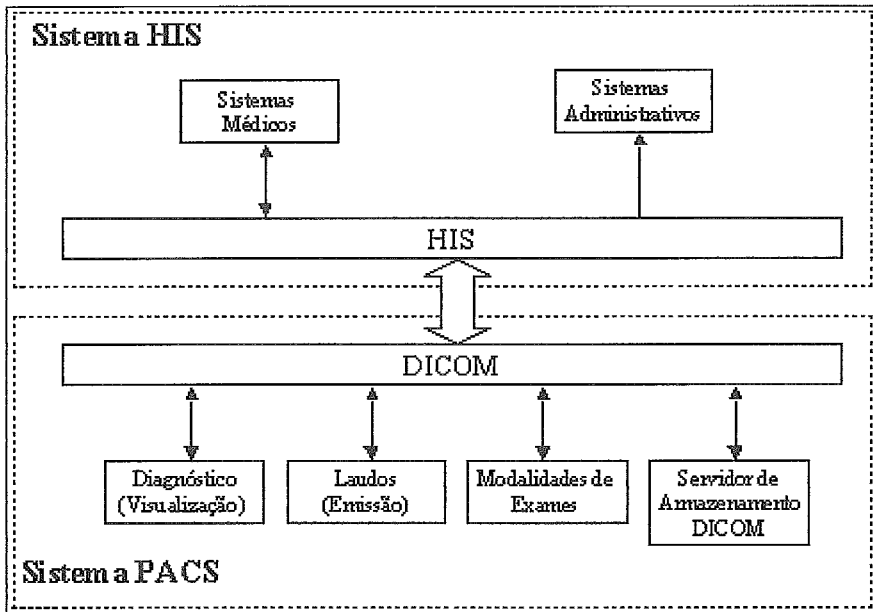 Sistema HIS
Sistemas
Médicos
Sistemas
Administrativos
HIS
DICOM
Diagnóstico
(Visualização)
Laudos
(Emissão)
Modalidades de
Exames
Servidor de
Armazenamento
DICOM
Sistema PACS